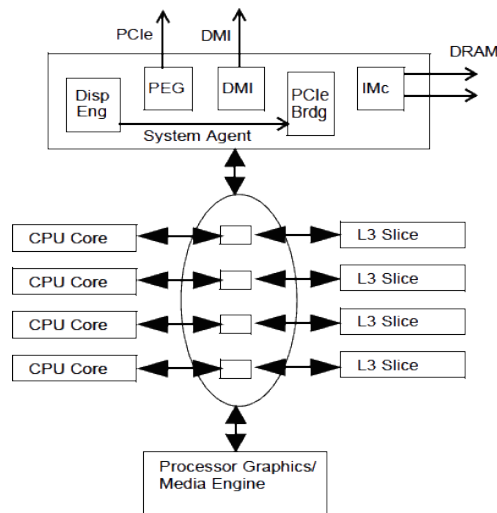 PCIe
DMI
DRAM
Disp
Eng
PEG
DMI
PCIe
Brdg
IMc
System Agent
CPU Core
L3 Slice
CPU Core
L3 Slice
CPU Core
L3 Slice
CPU Core
L3 Slice
Processor Graphics/
Media Engine